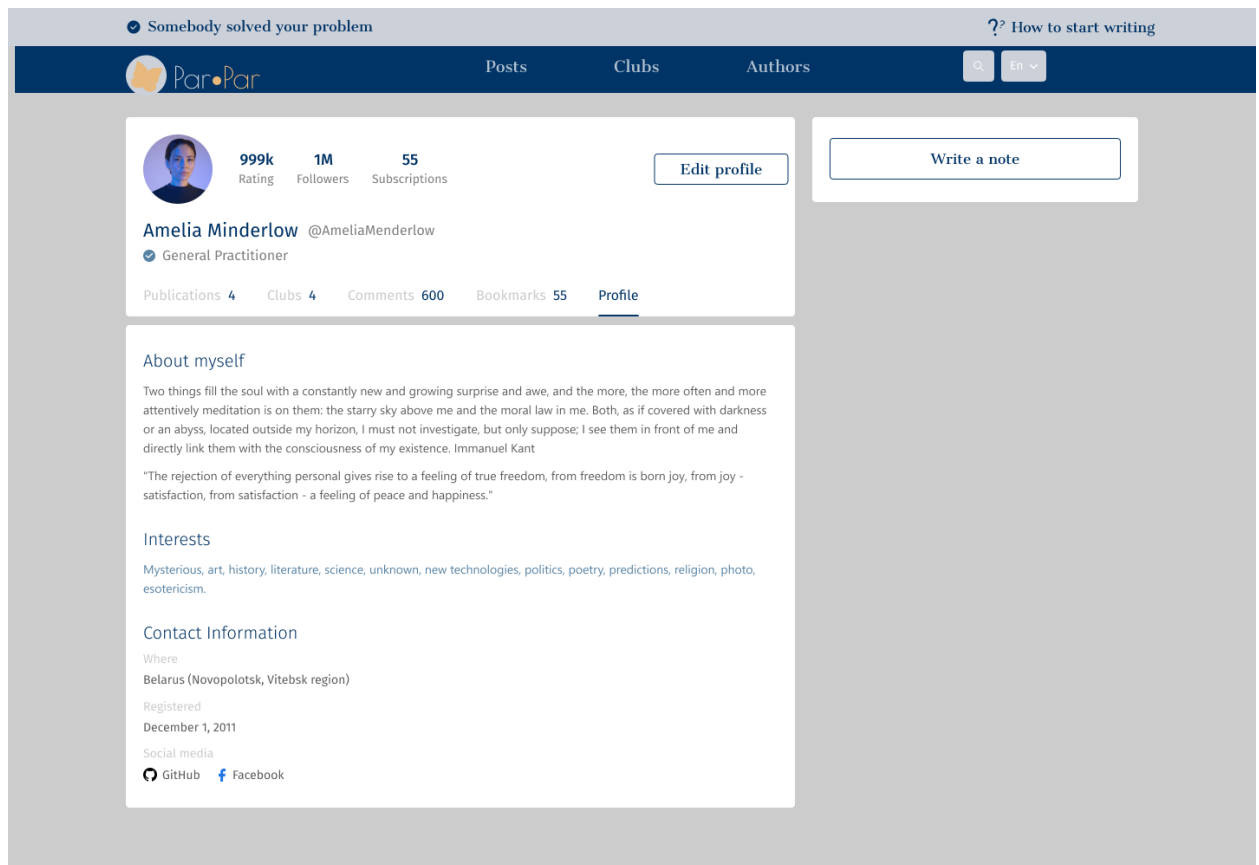 Somebody solved your problem
?? How to start writing
Par•Par
Posts Clubs Authors
En
999k 1M 55
Rating Followers Subscriptions
Edit profile
Write a note
Amelia Minderlow @AmeliaMenderlow
General Practitioner
Publications 4 Clubs 4 Comments 600 Bookmarks 55 Profile
About myself
Two things fill the soul with a constantly new and growing surprise and awe, and the more, the more often and more
attentively meditation is on them: the starry sky above me and the moral law in me. Both, as if covered with darkness
or an abyss, located outside my horizon, I must not investigate, but only suppose; I see them in front of me and
directly link them with the consciousness of my existence. Immanuel Kant
"The rejection of everything personal gives rise to a feeling of true freedom, from freedom is born joy, from joy -
satisfaction, from satisfaction - a feeling of peace and happiness."
Interests
Mysterious, art, history, literature, science, unknown, new technologies, politics, poetry, predictions, religion, photo,
esotericism.
Contact Information
Where
Belarus (Novopolotsk, Vitebsk region)
Registered
December 1, 2011
Social media
GitHub Facebook